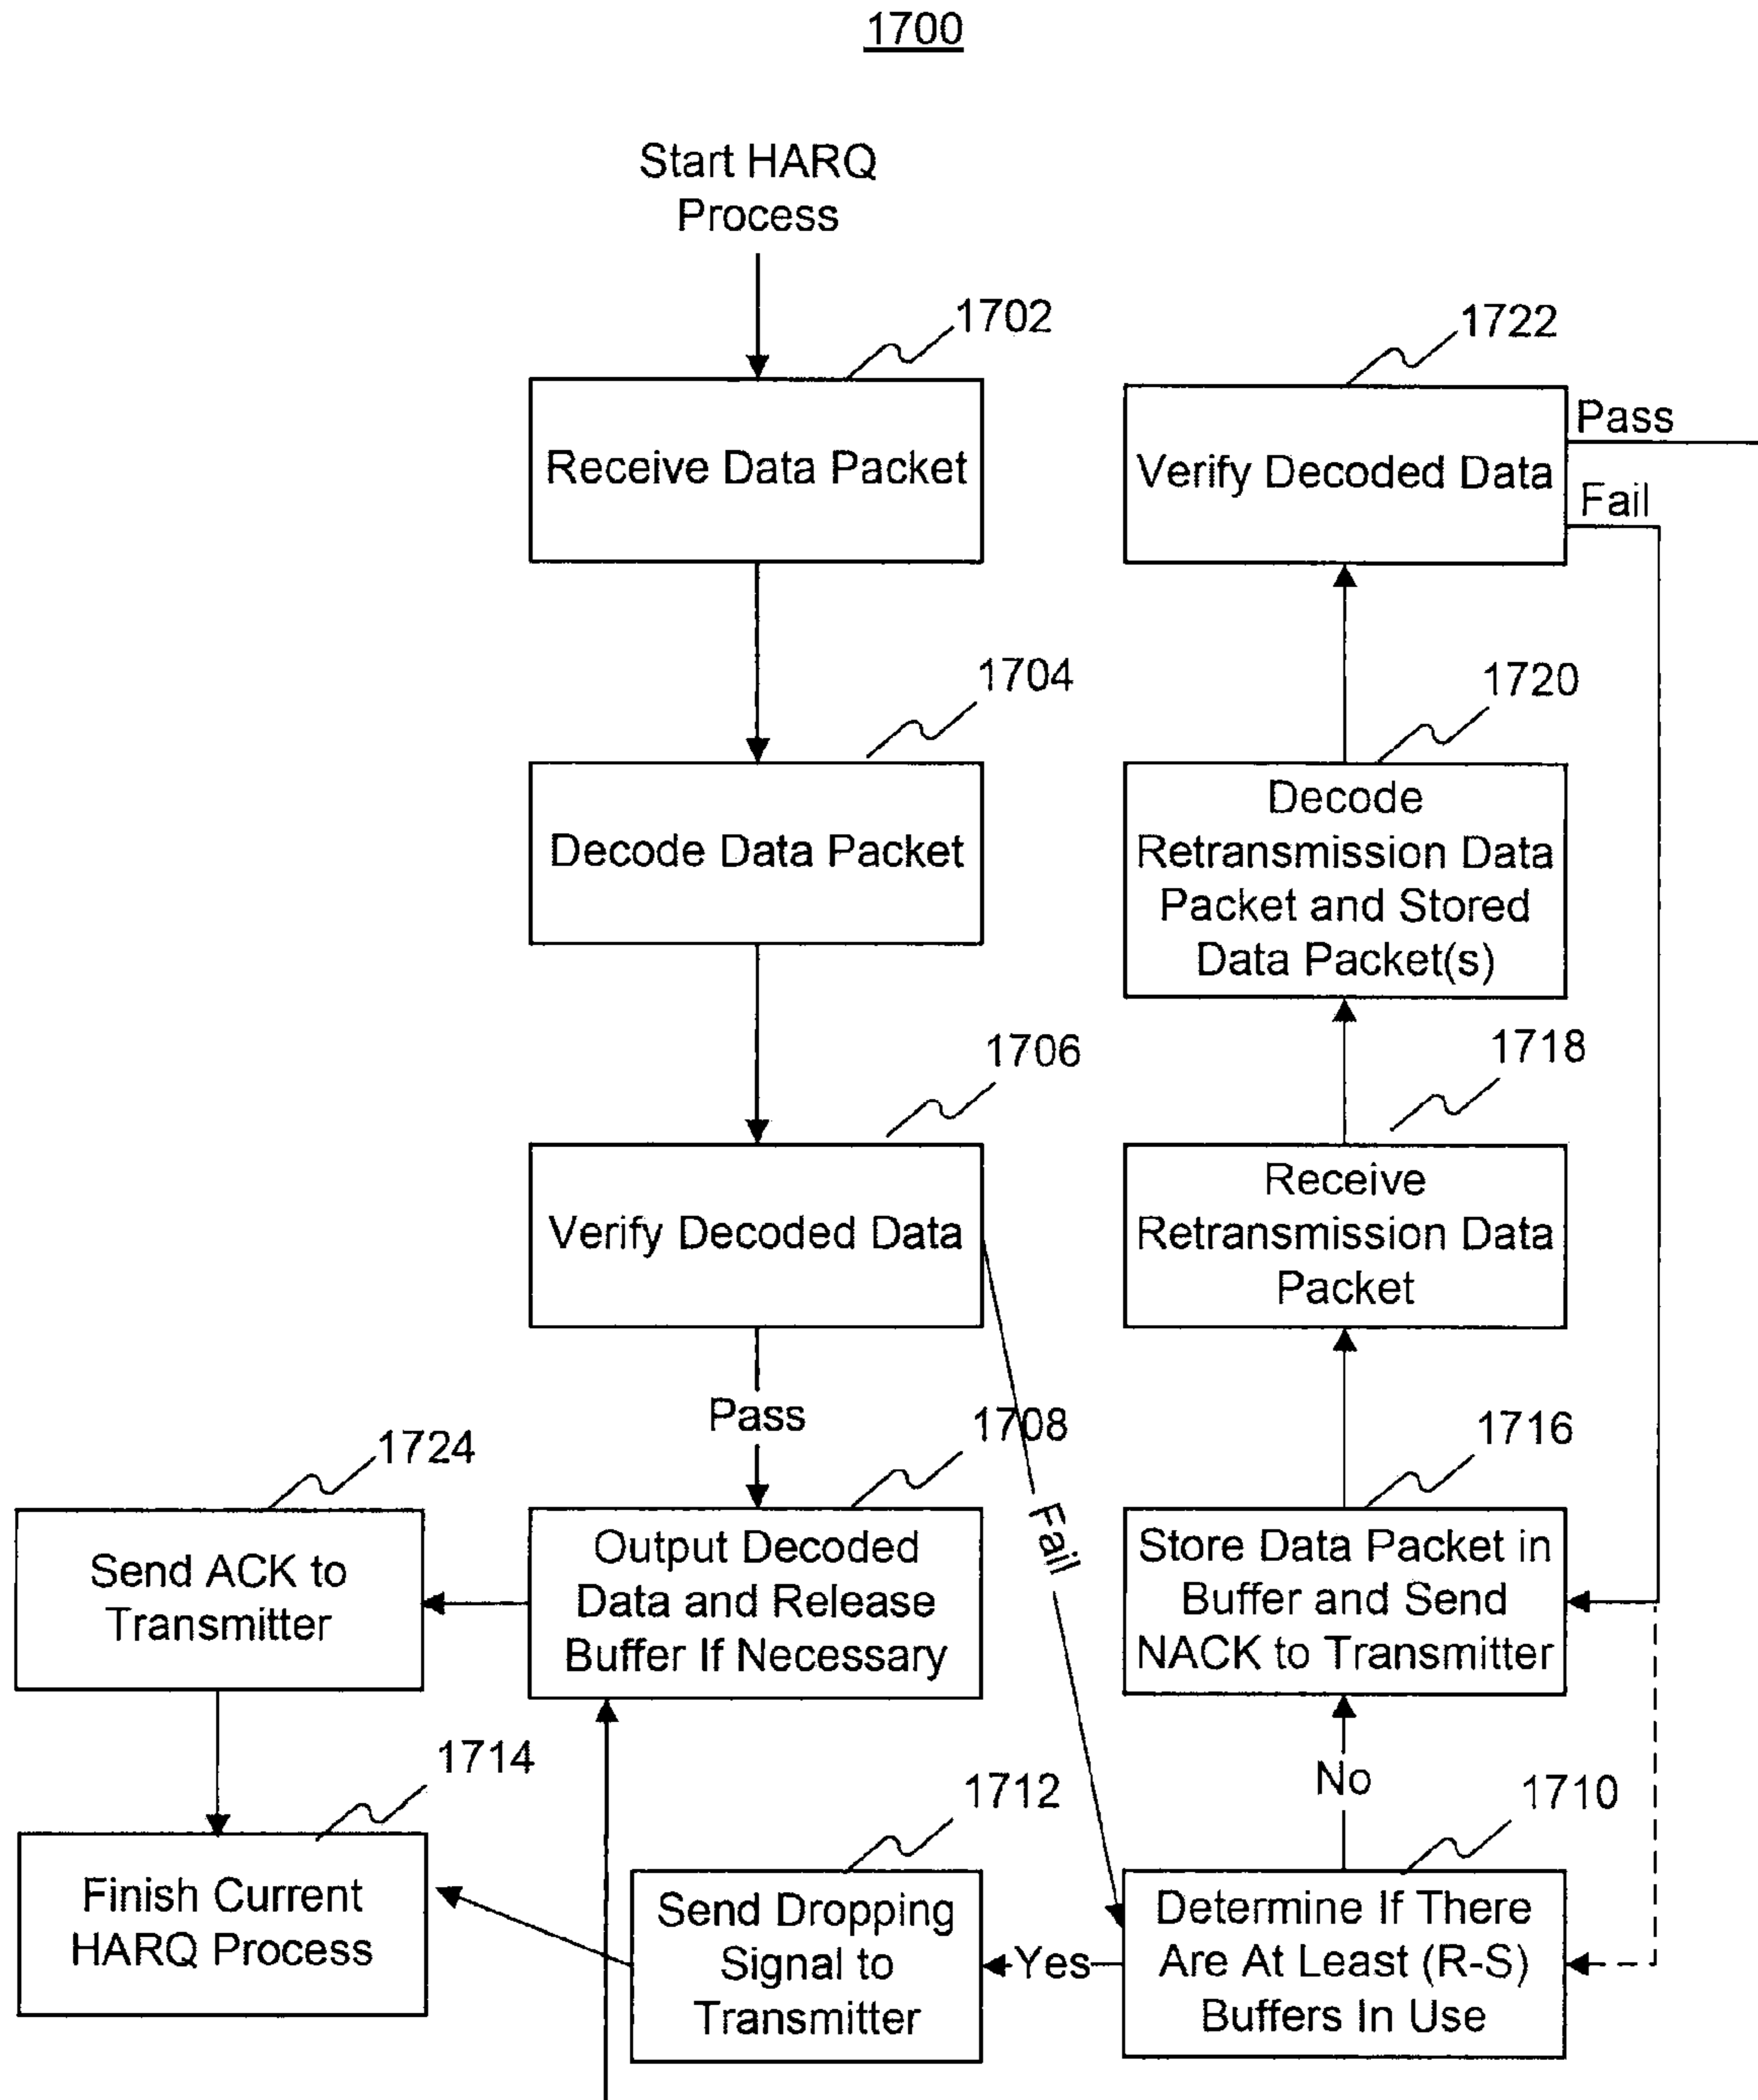 1700
Start HARQ
Process
1702
Receive Data Packet
1704
Decode Data Packet
1706
Verify Decoded Data
Pass
Fail
1708
Output Decoded
Data and Release
Buffer If Necessary
1724
Send ACK to
Transmitter
1714
Finish Current
HARQ Process
1712
Send Dropping
Signal to
Transmitter
Yes
1710
Determine If There
Are At Least (R-S)
Buffers In Use
No
1716
Store Data Packet in
Buffer and Send
NACK to Transmitter
1718
Receive
Retransmission Data
Packet
1720
Decode
Retransmission Data
Packet and Stored
Data Packet(s)
1722
Verify Decoded Data
Pass
Fail